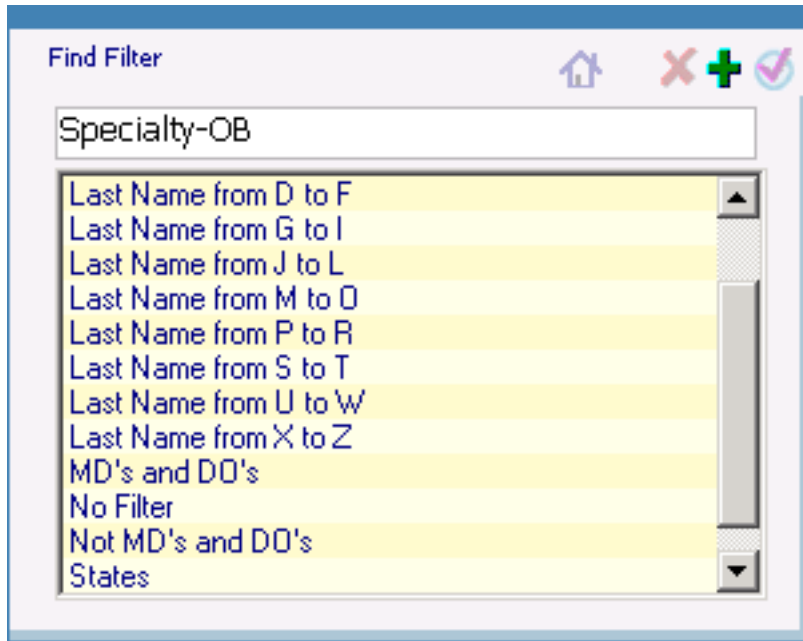 Find Filter
Specialty-OB
Last Name from D to F
Last Name from G to I
Last Name from J to L
Last Name from M to O
Last Name from P to R
Last Name from S to T
Last Name from U to W
Last Name from X to Z
MD's and DO's
No Filter
Not MD's and DO's
States